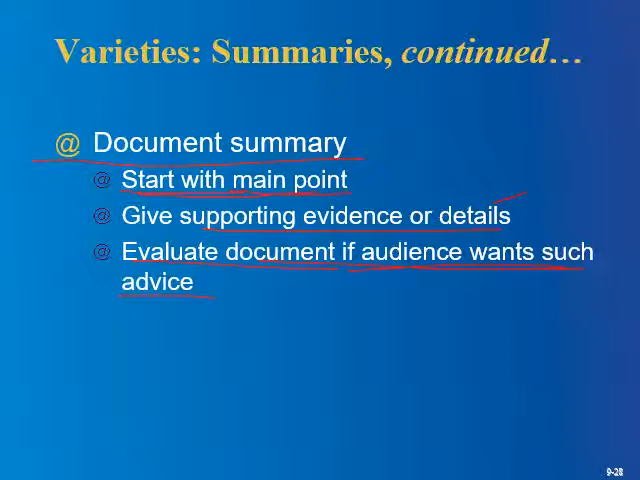 Varieties: Summaries, continued…
@ Document summary
@ Start with main point
@ Give supporting evidence or details
@ Evaluate document if audience wants such
advice
9-28